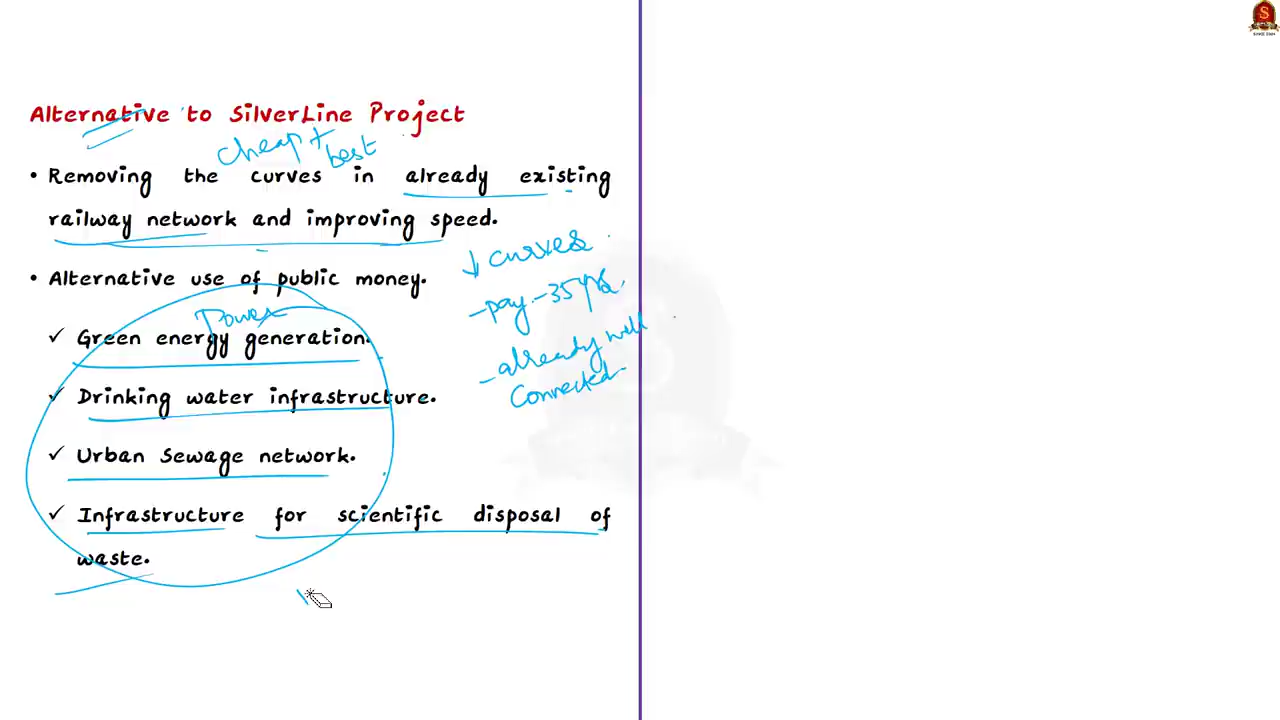 Alternative to SilverLine Project
cheap + best
• Removing the curves in already existing
railway network and improving speed.
↓ curves
• Alternative use of public money.
- pay - 35 yrs.
Power
✓ Green energy generation.
- already well
connected
✓ Drinking water infrastructure.
✓ Urban Sewage network.
✓ Infrastructure for scientific disposal of
waste.